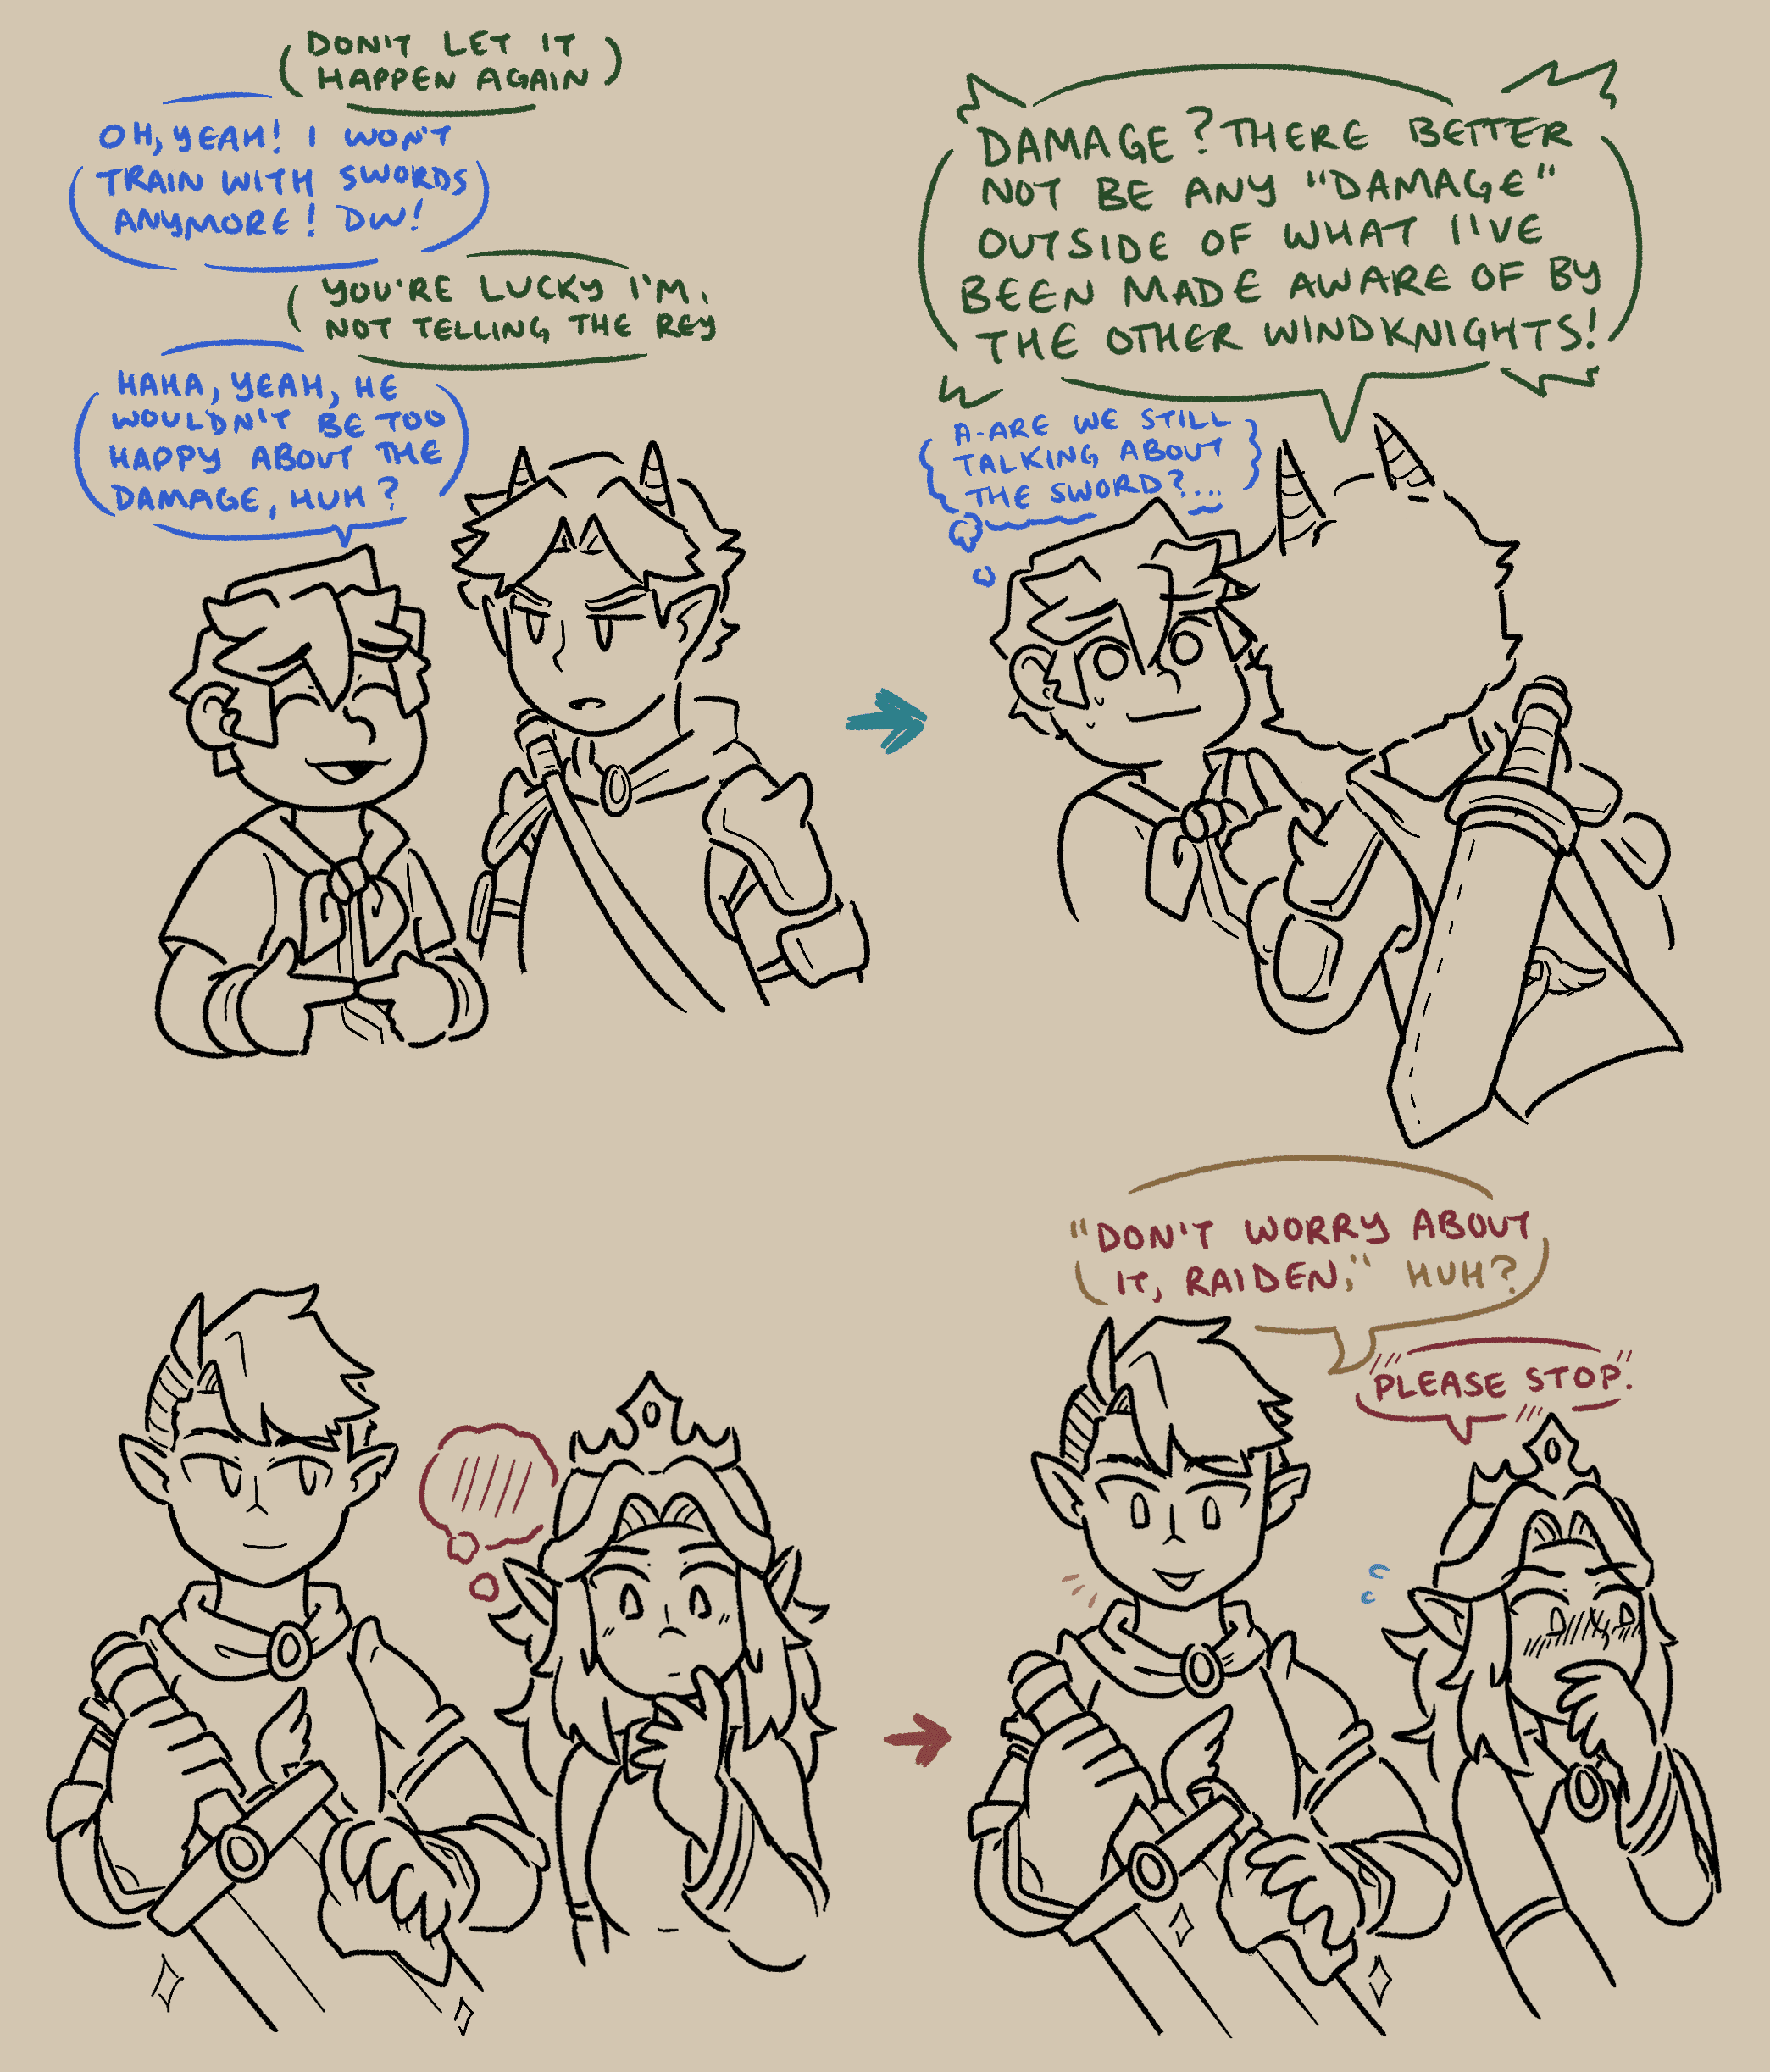 DON'T LET IT
HAPPEN AGAIN
OH, YEAH! I WON'T
TRAIN WITH SWORDS
ANYMORE! DW!
YOU'RE LUCKY I'M
NOT TELLING THE REY
HAHA, YEAH, HE
WOULDN'T BE TOO
HAPPY ABOUT THE
DAMAGE, HUH?
DAMAGE? THERE BETTER
NOT BE ANY "DAMAGE"
OUTSIDE OF WHAT I'VE
BEEN MADE AWARE OF BY
THE OTHER WINDKNIGHTS!
A-ARE WE STILL
TALKING ABOUT
THE SWORD?...
"DON'T WORRY ABOUT
IT, RAIDEN," HUH?
PLEASE STOP.